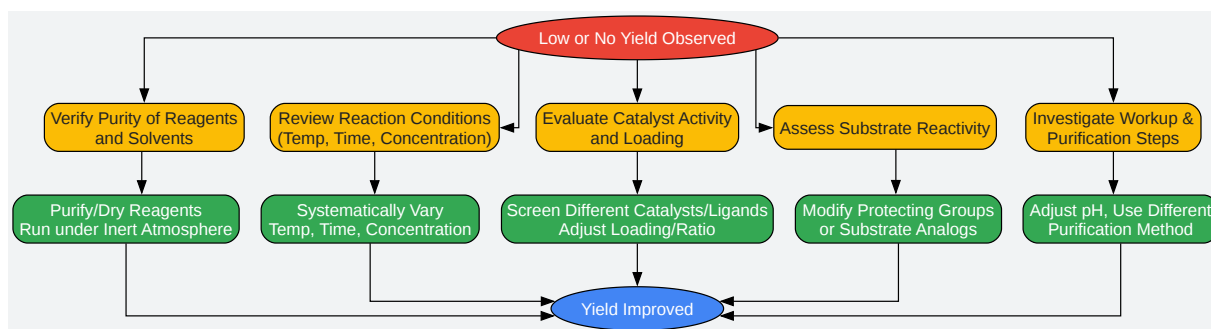 Low or No Yield Observed
Verify Purity of Reagents
and Solvents
Review Reaction Conditions
(Temp, Time, Concentration)
Evaluate Catalyst Activity
and Loading
Assess Substrate Reactivity
Investigate Workup &
Purification Steps
Purify/Dry Reagents
Run under Inert Atmosphere
Systematically Vary
Temp, Time, Concentration
Screen Different Catalysts/Ligands
Adjust Loading/Ratio
Modify Protecting Groups
or Substrate Analogs
Adjust pH, Use Different
Purification Method
Yield Improved